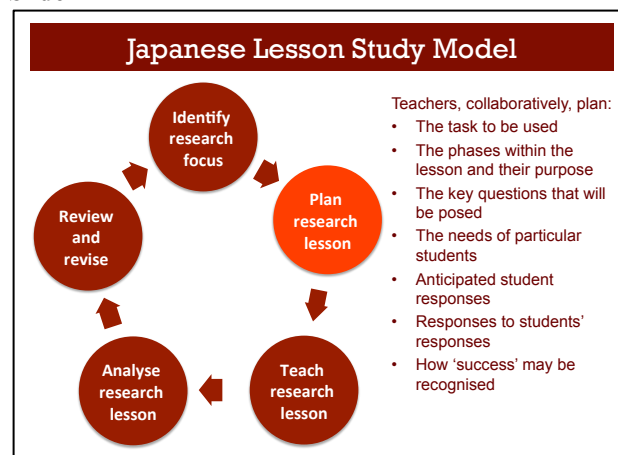 Japanese Lesson Study Model
Identify
research
focus
Plan
research
lesson
Teach
research
lesson
Analyse
research
lesson
Review
and
revise
Teachers, collaboratively, plan:
• The task to be used
• The phases within the
lesson and their purpose
• The key questions that will
be posed
• The needs of particular
students
• Anticipated student
responses
• Responses to students'
responses
• How 'success' may be
recognised